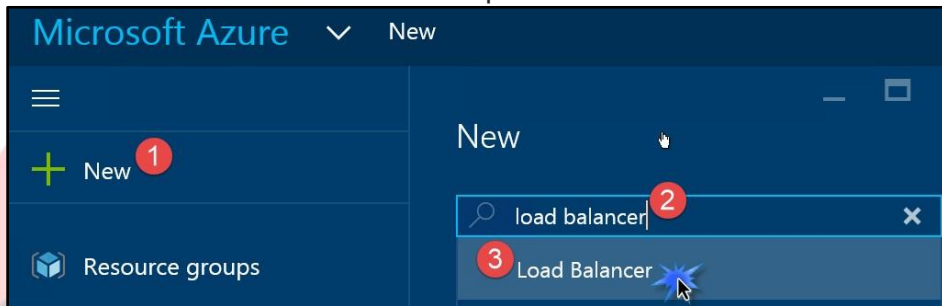 Microsoft Azure New
New
1
New
load balancer
2
3
Load Balancer
Resource groups